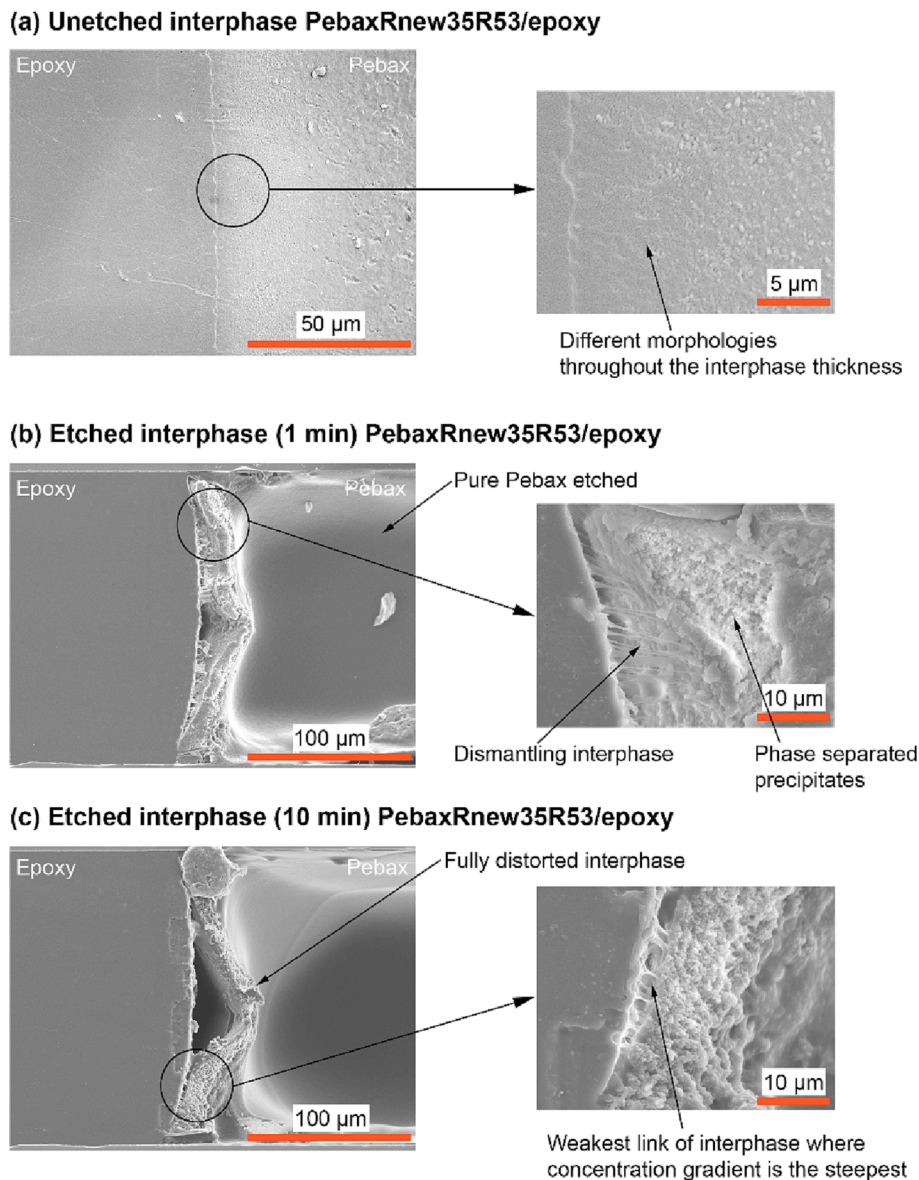 (a) Unetched interphase PebaxRnew35R53/epoxy
Epoxy
Pebax
50 µm
5 µm
Different morphologies
throughout the interphase thickness
(b) Etched interphase (1 min) PebaxRnew35R53/epoxy
Epoxy
Pebax
Pure Pebax etched
100 µm
10 µm
Dismantling interphase
Phase separated
precipitates
(c) Etched interphase (10 min) PebaxRnew35R53/epoxy
Epoxy
Pebax
Fully distorted interphase
100 µm
10 µm
Weakest link of interphase where
concentration gradient is the steepest